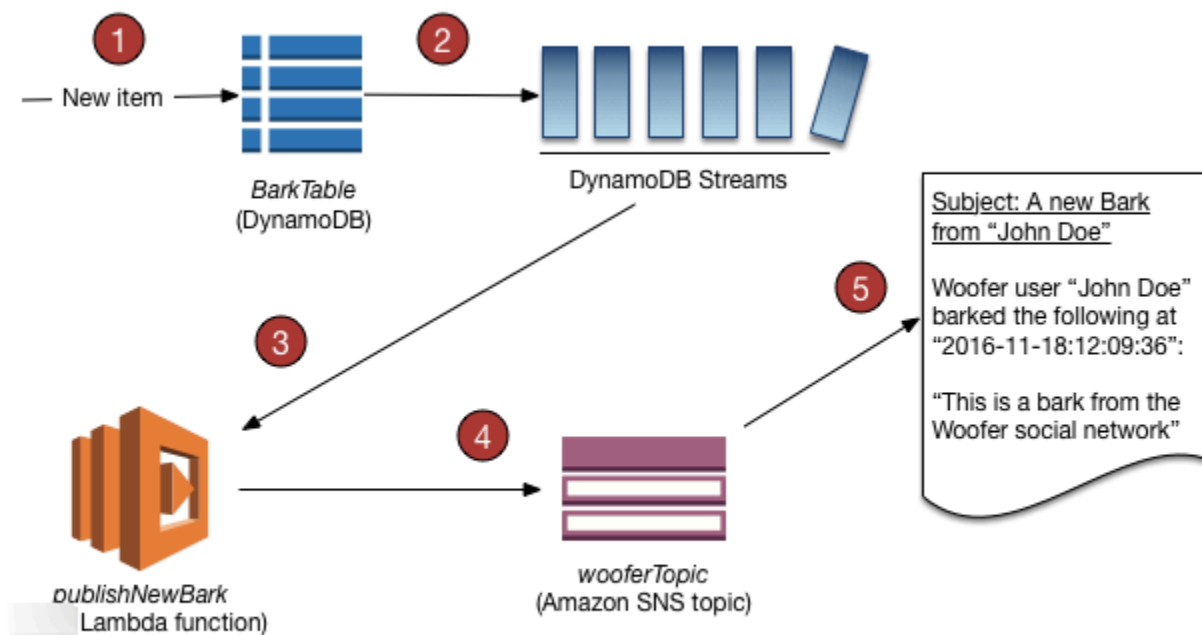 1
2
New item
BarkTable
(DynamoDB)
DynamoDB Streams
Subject: A new Bark
from “John Doe”
Woofer user “John Doe”
barked the following at
“2016-11-18:12:09:36”:
“This is a bark from the
Woofer social network”
3
4
5
publishNewBark
Lambda function)
wooferTopic
(Amazon SNS topic)